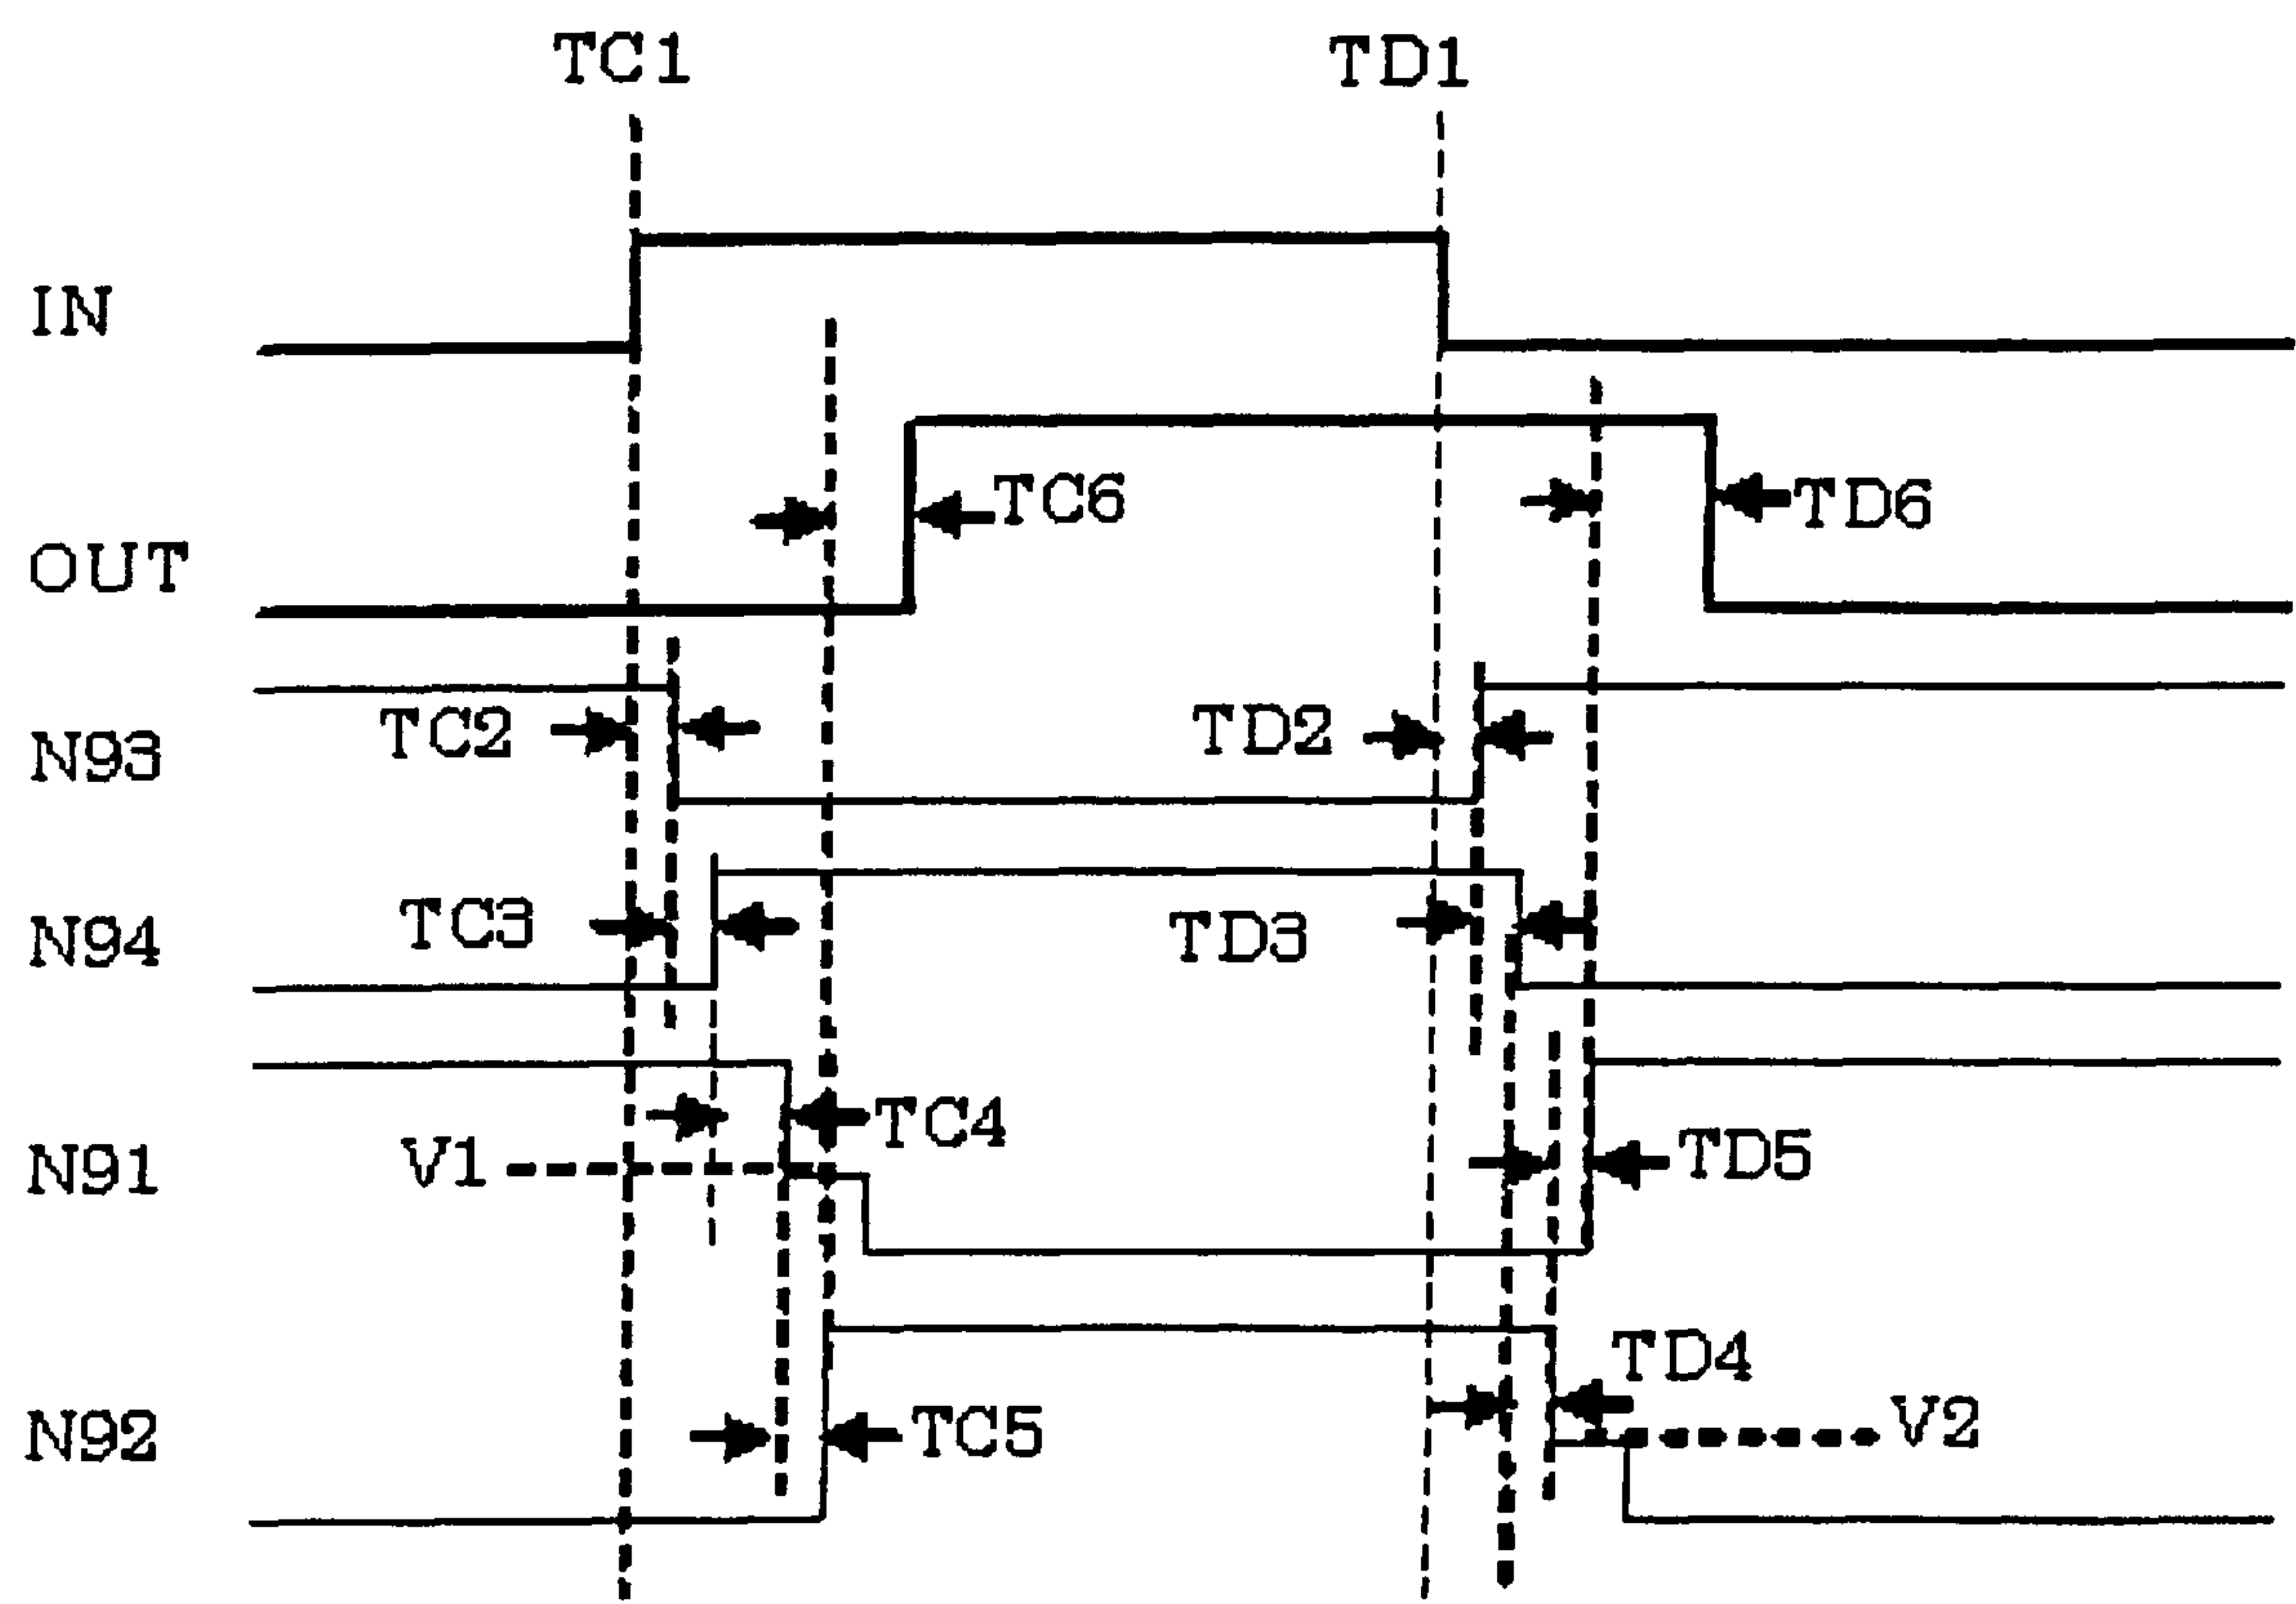 TC1 TD1
IN
TC6 TD6
OUT
TC2 TD2
N93
TC3 TD3
N94
TC4
V1 TD5
N91
TD4
TC5 V2
N92